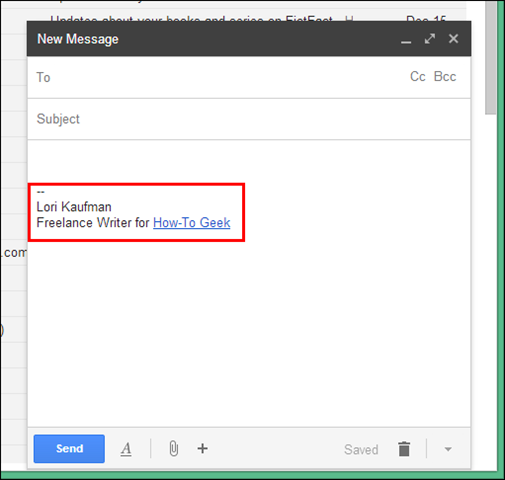 Updates about your books and series on FictFact H Dec 15
New Message
To Cc Bcc
Subject
--
Lori Kaufman
Freelance Writer for How-To Geek
.com
)
Send A Saved